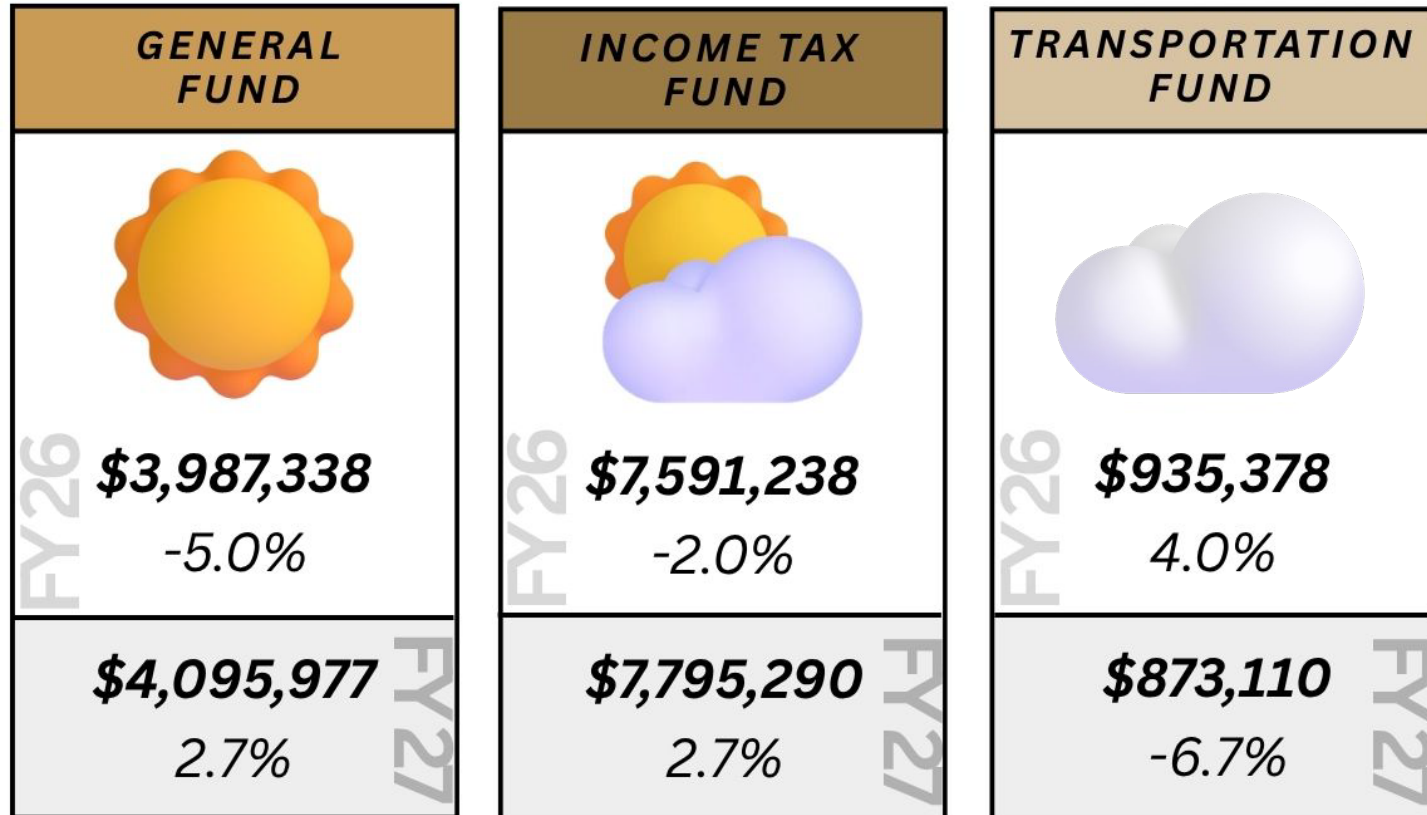 GENERAL
FUND
FY26
$3,987,338
-5.0%
$4,095,977
2.7%
FY27
INCOME TAX
FUND
FY26
$7,591,238
-2.0%
$7,795,290
2.7%
FY27
TRANSPORTATION
FUND
FY26
$935,378
4.0%
$873,110
-6.7%
FY27